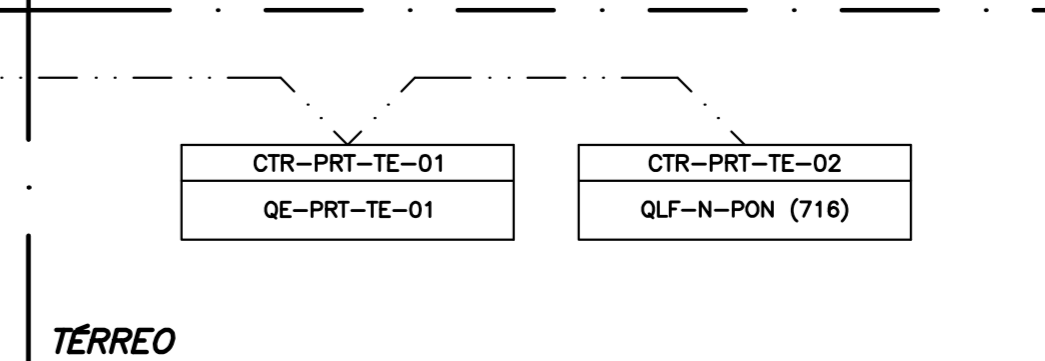 CTR-PRT-TE-01
QE-PRT-TE-01
CTR-PRT-TE-02
QLF-N-PON (716)
TÉRREO